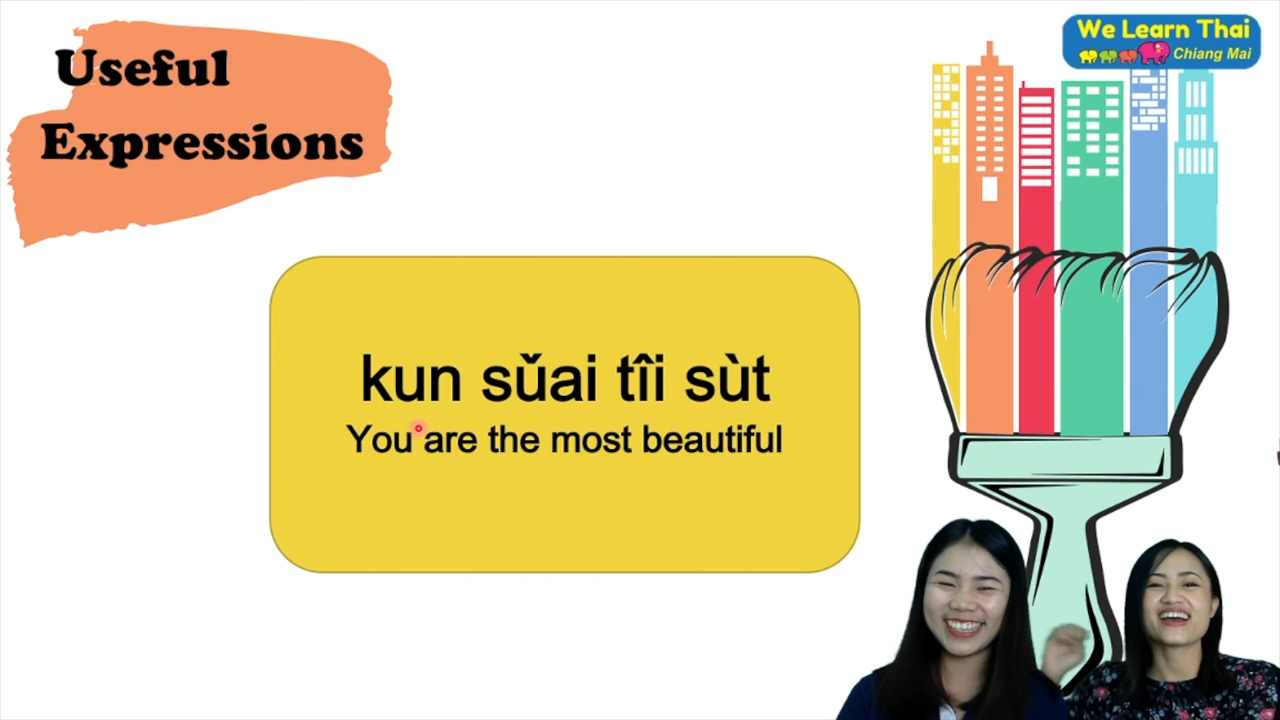 Useful
Expressions
We Learn Thai
Chiang Mai
kun sǔai tîi sùt
You are the most beautiful